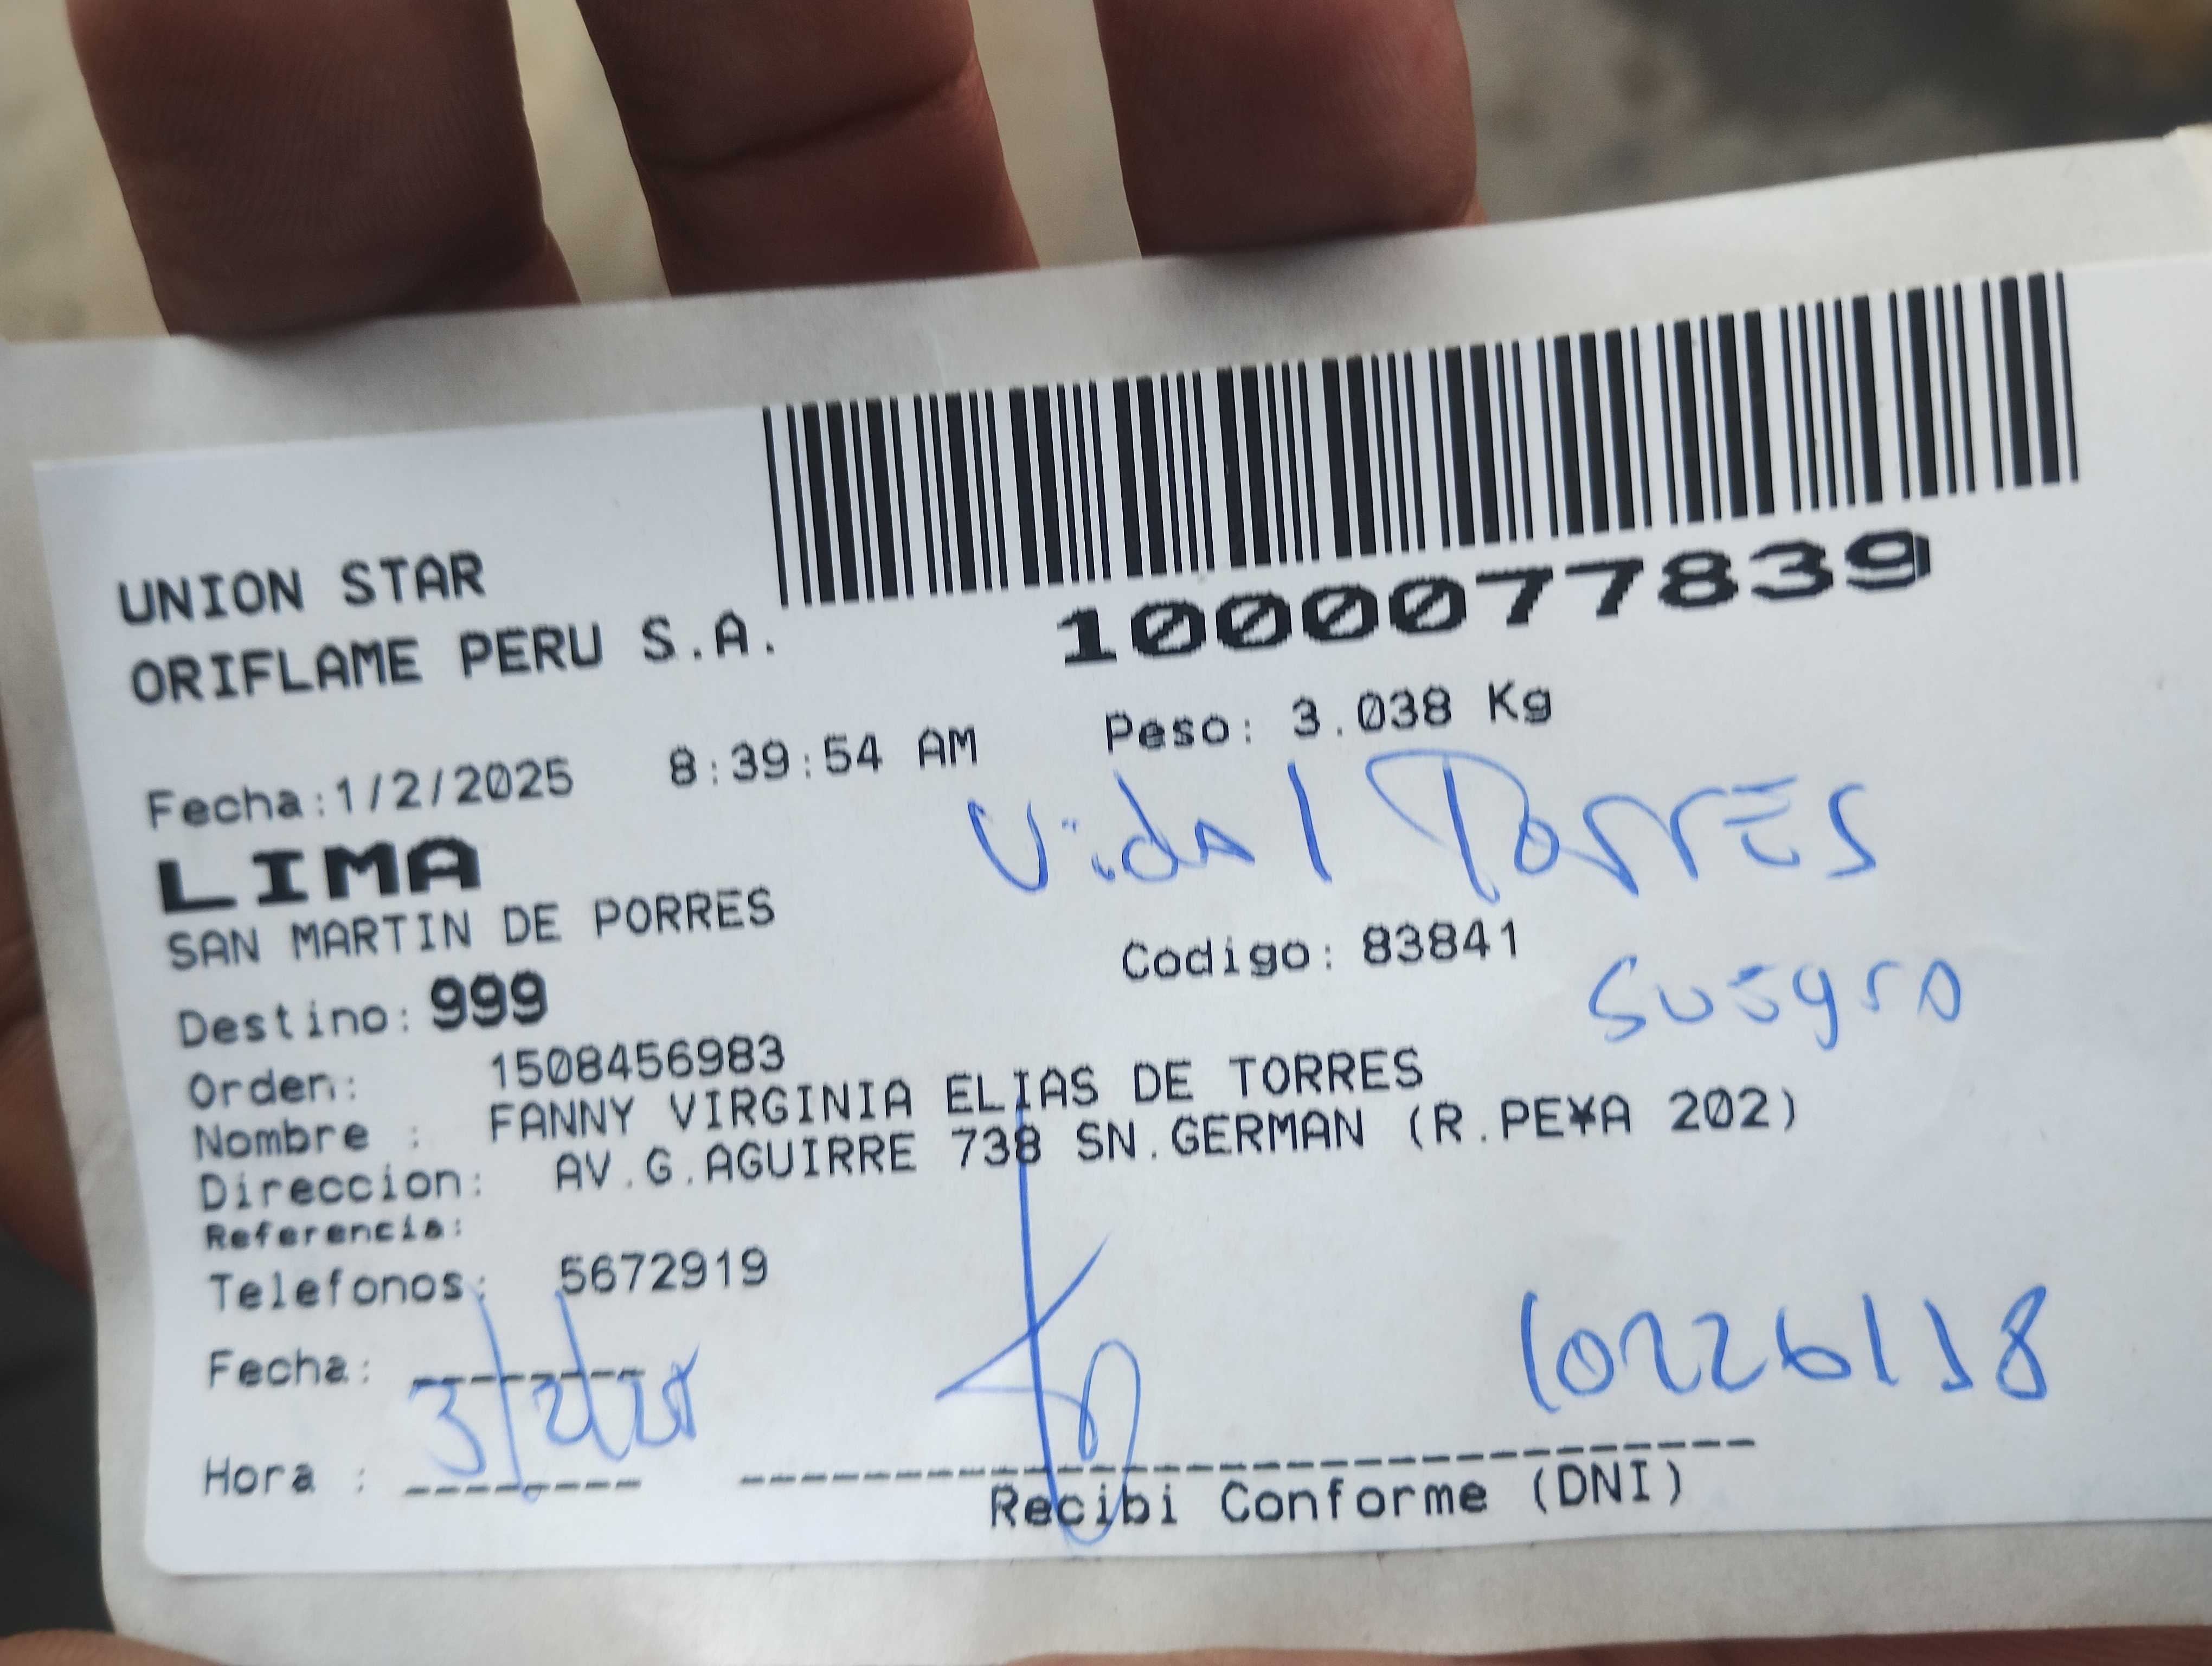 UNION STAR
ORIFLAME PERU S.A.
1000077839
Fecha:1/2/2025 8:39:54 AM Peso: 3.038 Kg
LIMA
Vidal Torres
SAN MARTIN DE PORRES
Codigo: 83841
Suegro
Destino: 999
Orden: 1508456983
Nombre : FANNY VIRGINIA ELIAS DE TORRES
Direccion: AV.G.AGUIRRE 738 SN.GERMAN (R.PE¥A 202)
Referencia:
Telefonos: 5672919
Fecha:
10226118
Hora :
Recibi Conforme (DNI)